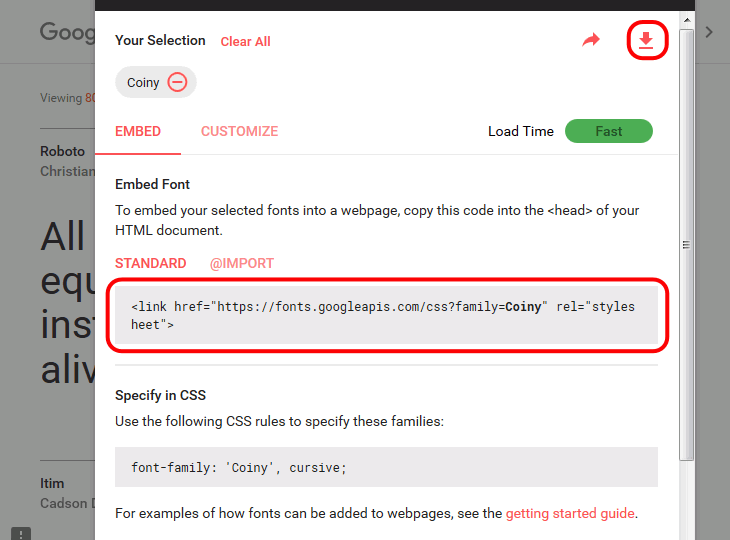 Goog
Your Selection
Clear All
Coiny
Viewing 80
EMBED
CUSTOMIZE
Load Time
Fast
Roboto
Christian
Embed Font
To embed your selected fonts into a webpage, copy this code into the <head> of your
HTML document.
All
equ
inst
aliv
STANDARD
@IMPORT
<link href="https://fonts.googleapis.com/css?family=Coiny" rel="styles
heet">
Specify in CSS
Use the following CSS rules to specify these families:
font-family: 'Coiny', cursive;
Itim
Cadson D
For examples of how fonts can be added to webpages, see the getting started guide.